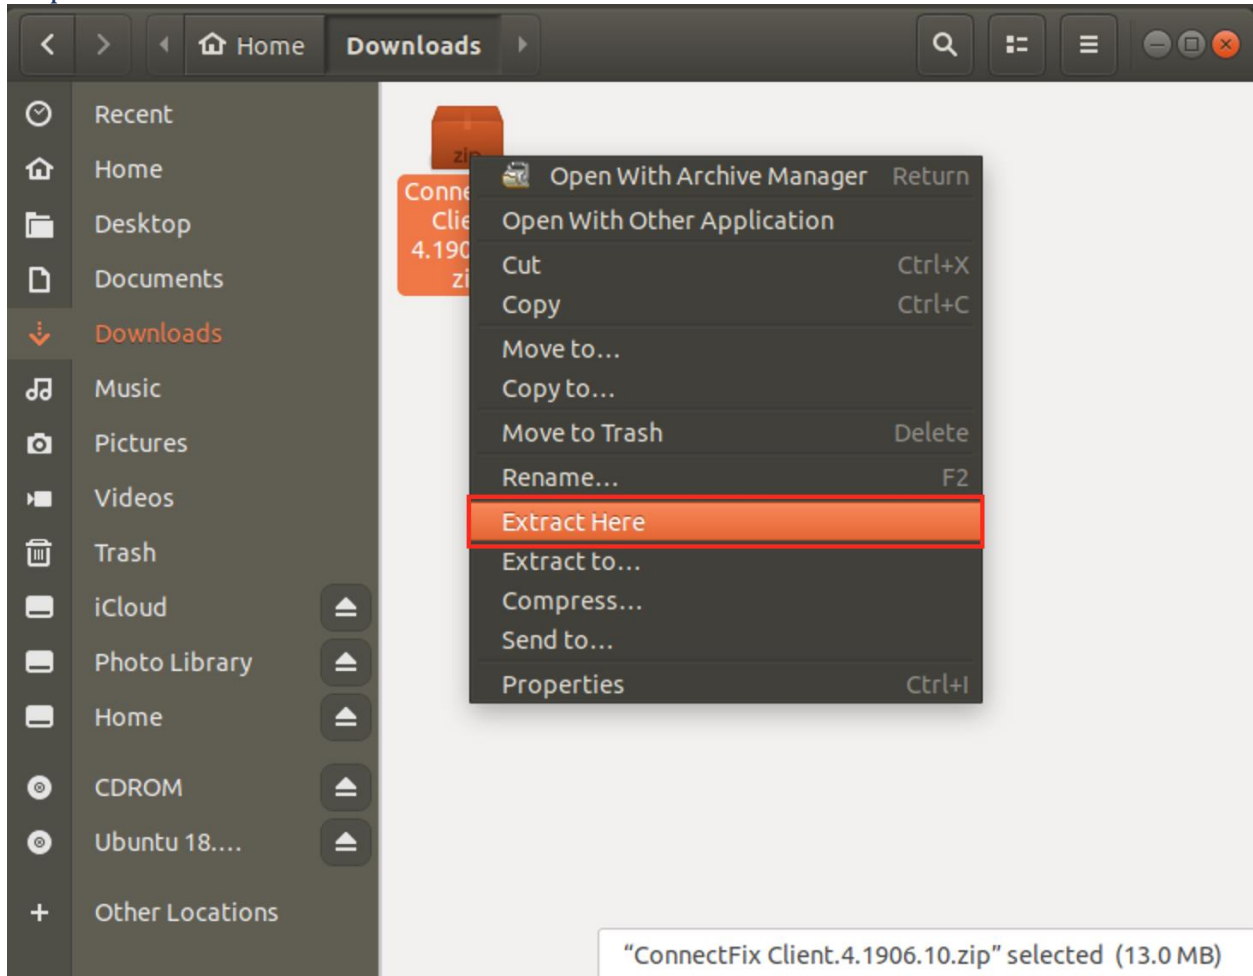 Home Downloads
Recent
Home
Desktop
Documents
Downloads
Music
Pictures
Videos
Trash
iCloud
Photo Library
Home
CDROM
Ubuntu 18....
Other Locations
zip
Conne
Clie
4.190
zi
Open With Archive Manager Return
Open With Other Application
Cut Ctrl+X
Copy Ctrl+C
Move to...
Copy to...
Move to Trash Delete
Rename... F2
Extract Here
Extract to...
Compress...
Send to...
Properties Ctrl+I
“ConnectFix Client.4.1906.10.zip” selected (13.0 MB)